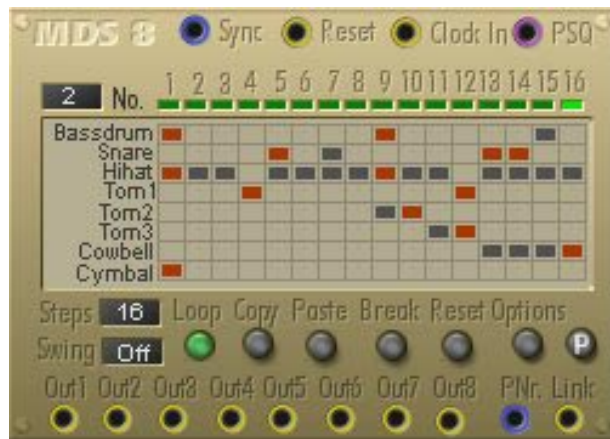 MDS 8 Sync Reset Clock In PSQ
2 No. 1 2 3 4 5 6 7 8 9 10 11 12 13 14 15 16
Bassdrum
Snare
Hihat
Tom1
Tom2
Tom3
Cowbell
Cymbal
Steps 16 Loop Copy Paste Break Reset Options
Swing Off P
Out1 Out2 Out3 Out4 Out5 Out6 Out7 Out8 PNr. Link